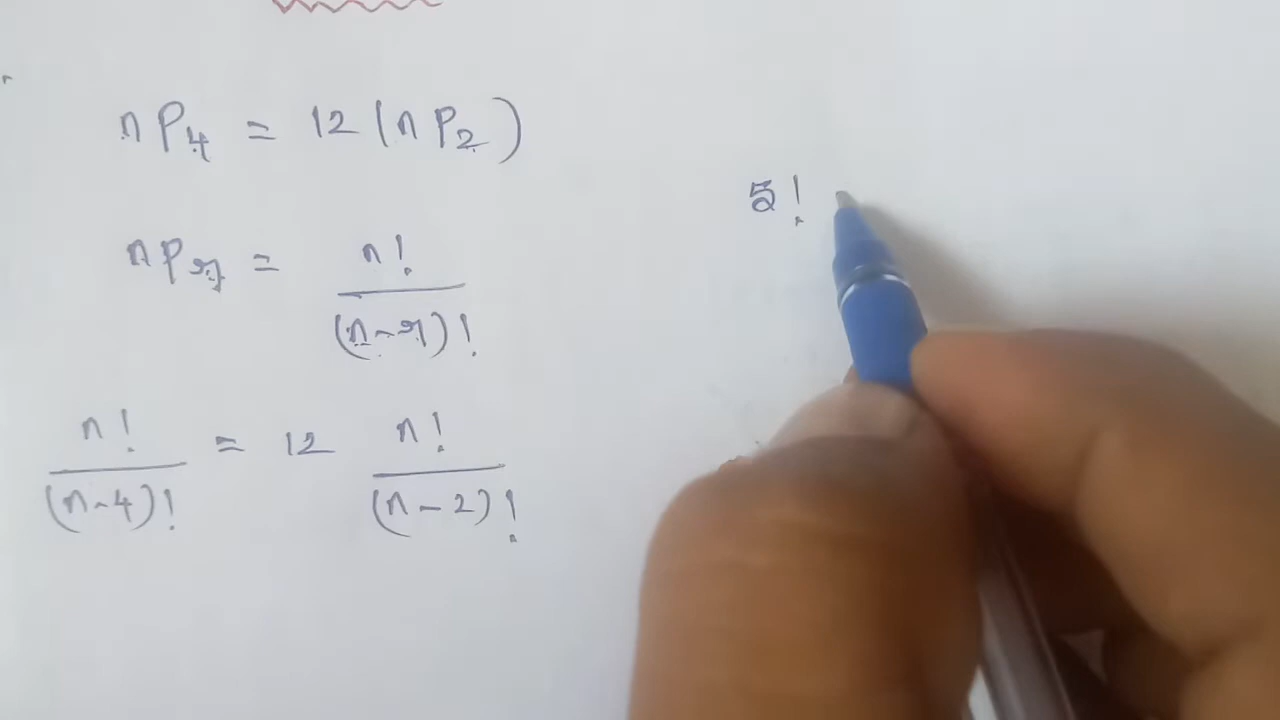 nP₄ = 12 (nP₂)
nPr = n! / (n-r)!
n! / (n-4)! = 12 n! / (n-2)!
5!